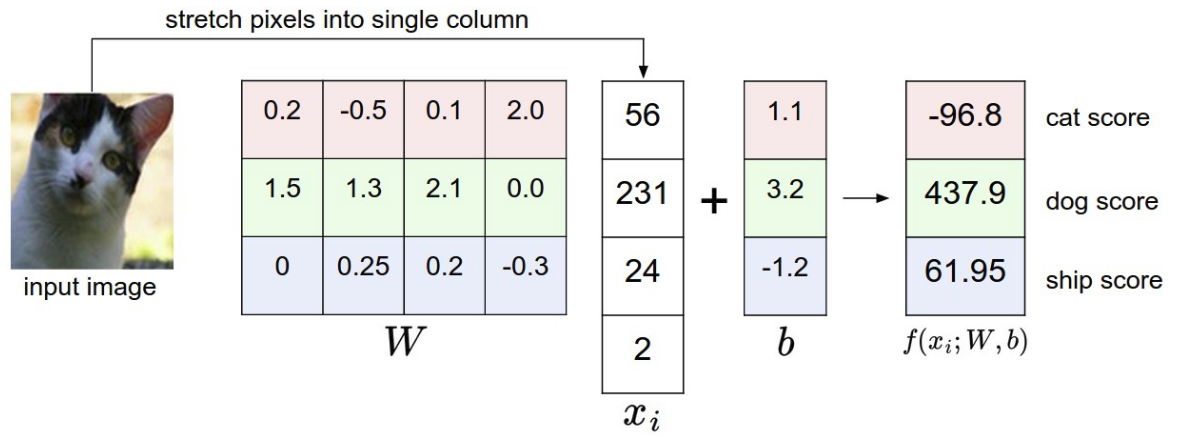 stretch pixels into single column
0.2 -0.5 0.1 2.0 56 1.1 -96.8 cat score
1.5 1.3 2.1 0.0 231 + 3.2 437.9 dog score
0 0.25 0.2 -0.3 24 -1.2 61.95 ship score
input image
2
W b f(x_i; W, b)
x_i